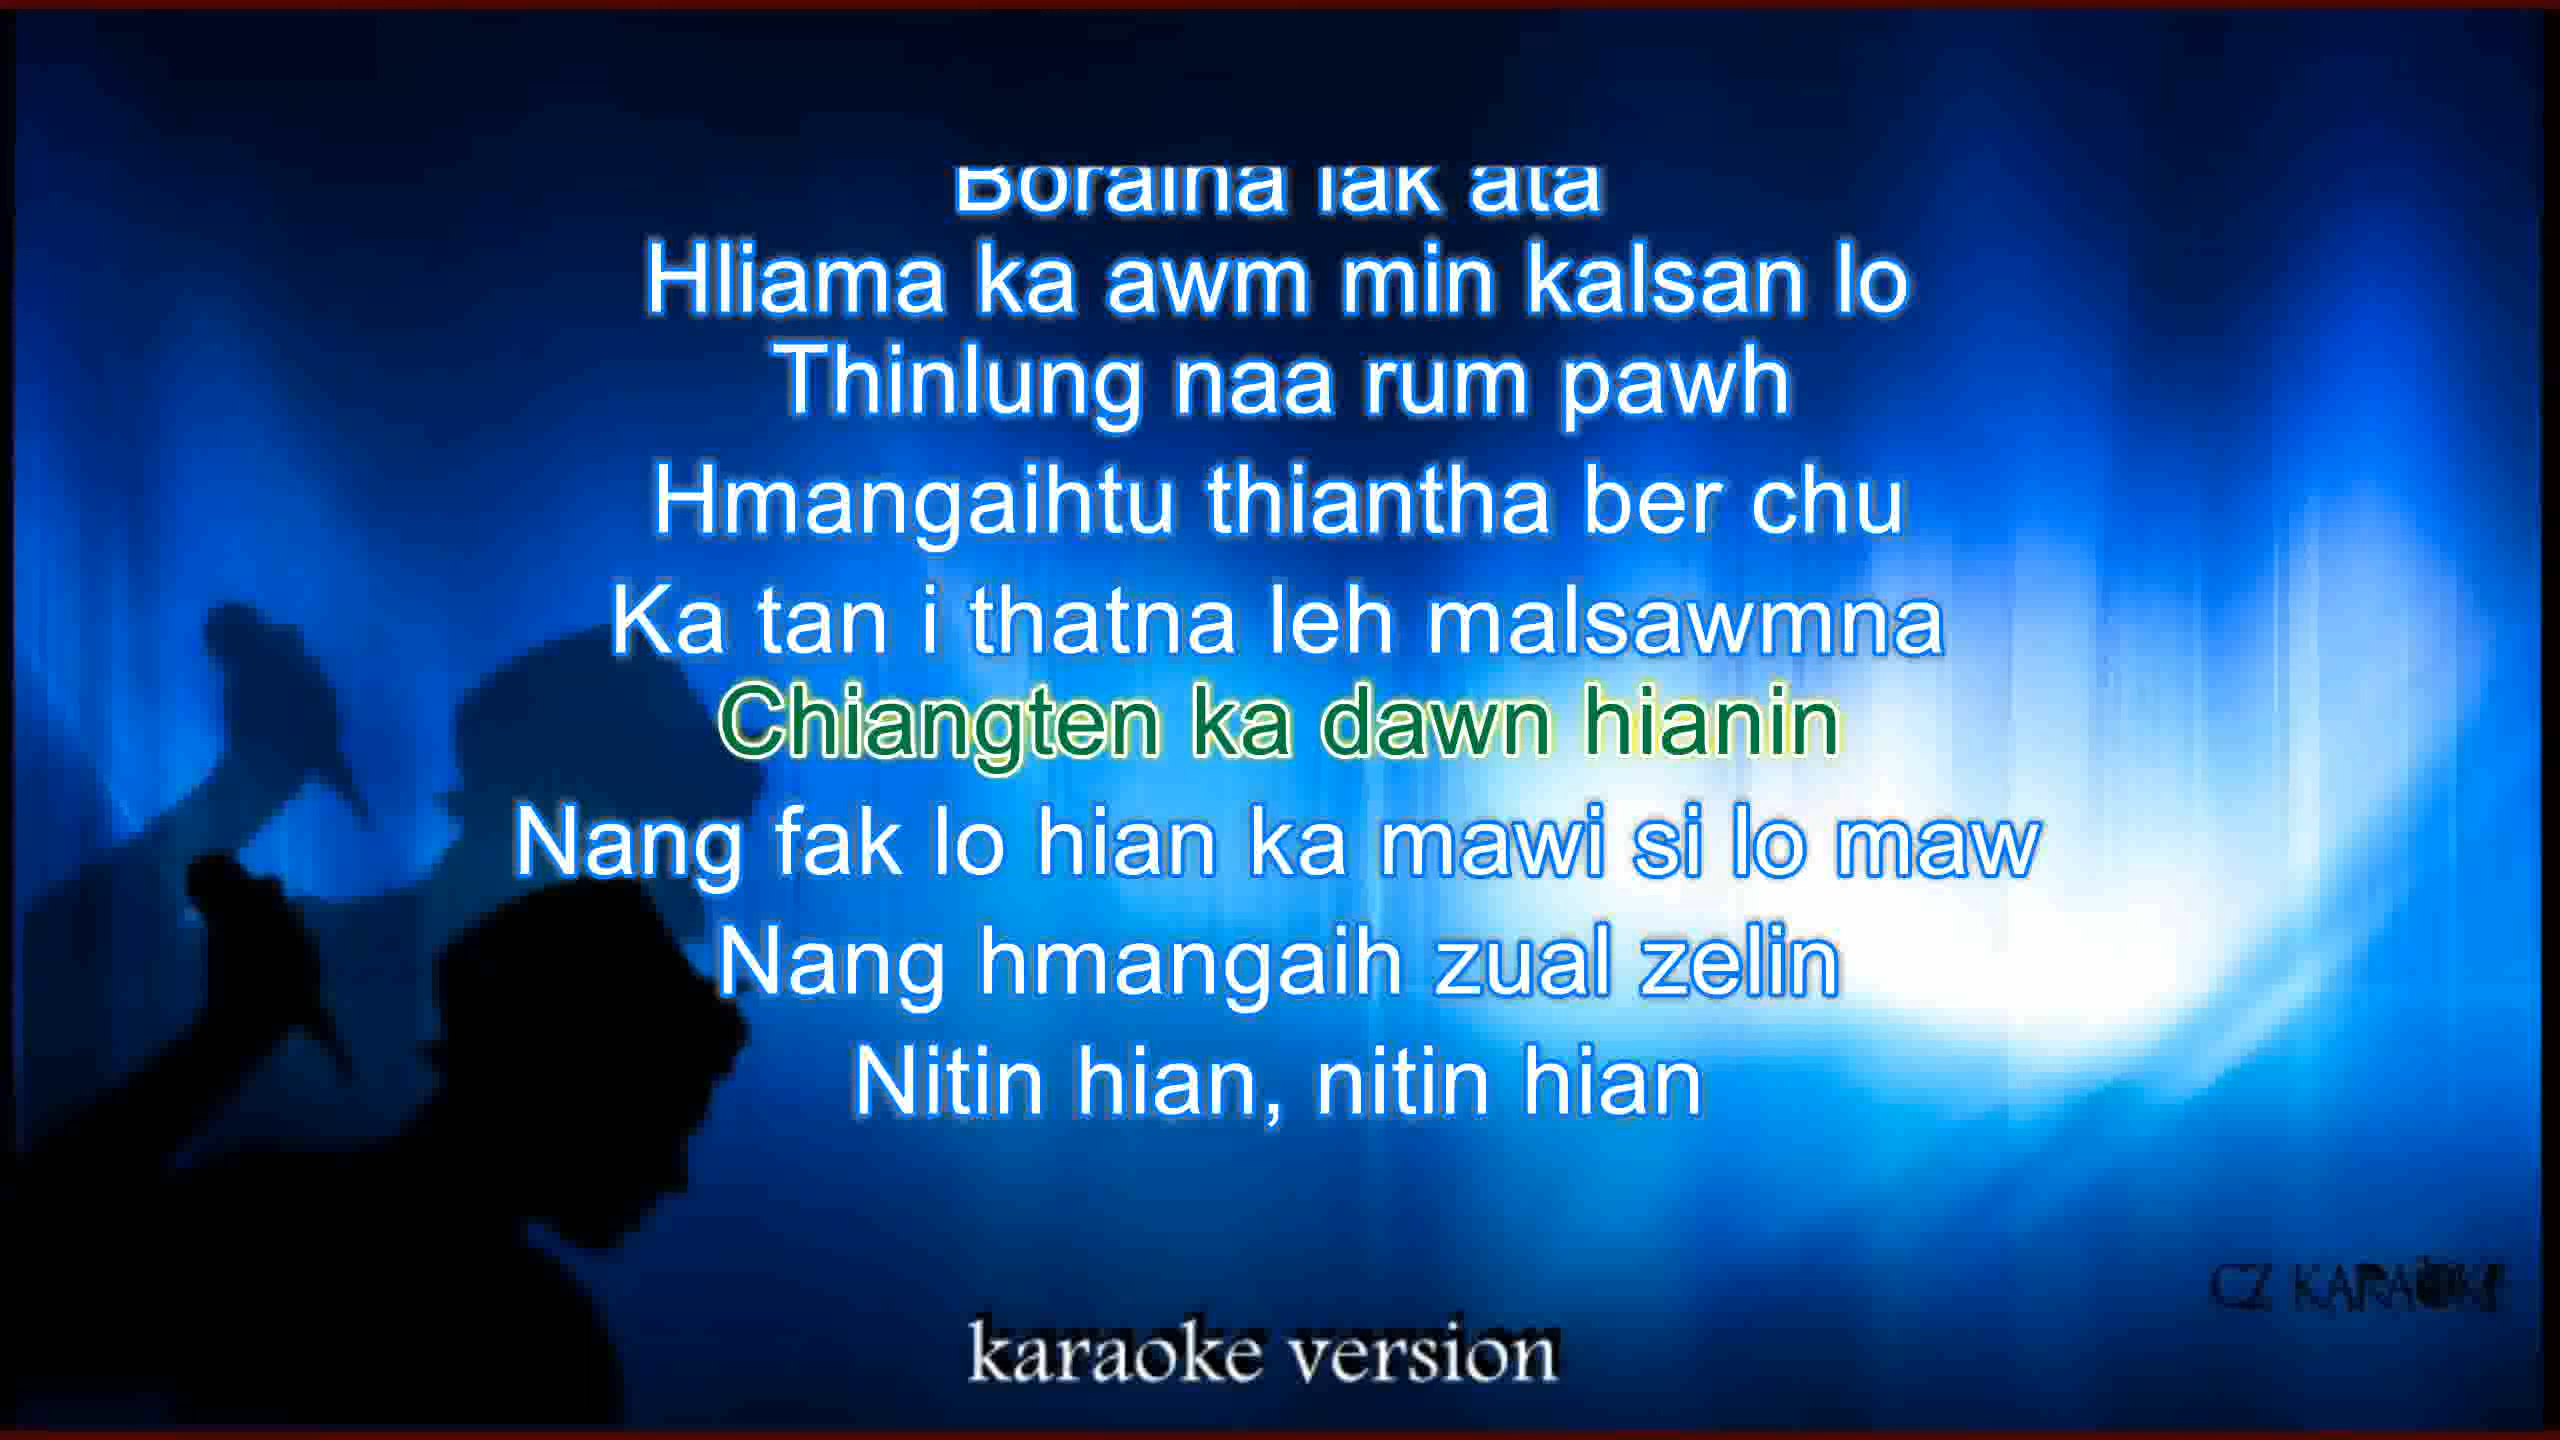 Boraina lak ata
Hliama ka awm min kalsan lo
Thinlung naa rum pawh
Hmangaihtu thiantha ber chu
Ka tan i thatna leh malsawmna
Chiangten ka dawn hianin
Nang fak lo hian ka mawi si lo maw
Nang hmangaih zual zelin
Nitin hian, nitin hian
CZ KARAOKE
karaoke version